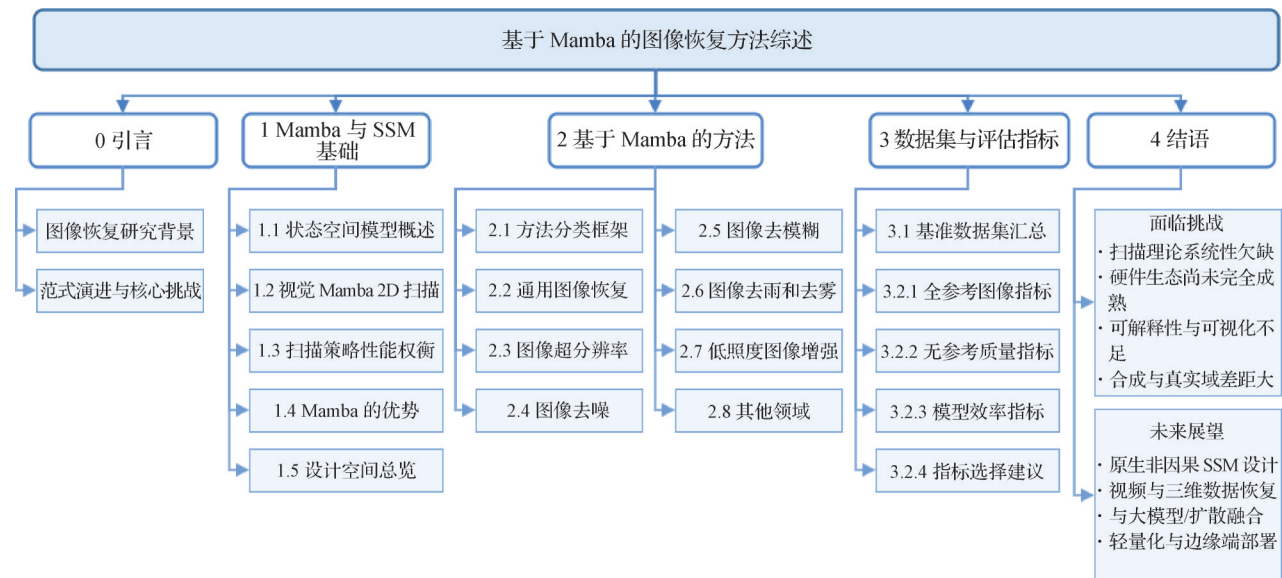 基于 Mamba 的图像恢复方法综述
0 引言
图像恢复研究背景
范式演进与核心挑战
1 Mamba 与 SSM
基础
1.1 状态空间模型概述
1.2 视觉 Mamba 2D 扫描
1.3 扫描策略性能权衡
1.4 Mamba 的优势
1.5 设计空间总览
2 基于 Mamba 的方法
2.1 方法分类框架
2.2 通用图像恢复
2.3 图像超分辨率
2.4 图像去噪
2.5 图像去模糊
2.6 图像去雨和去雾
2.7 低照度图像增强
2.8 其他领域
3 数据集与评估指标
3.1 基准数据集汇总
3.2.1 全参考图像指标
3.2.2 无参考质量指标
3.2.3 模型效率指标
3.2.4 指标选择建议
4 结语
面临挑战
· 扫描理论系统性欠缺
· 硬件生态尚未完全成
熟
· 可解释性与可视化不
足
· 合成与真实域差距大
未来展望
· 原生非因果 SSM 设计
· 视频与三维数据恢复
· 与大模型/扩散融合
· 轻量化与边缘端部署